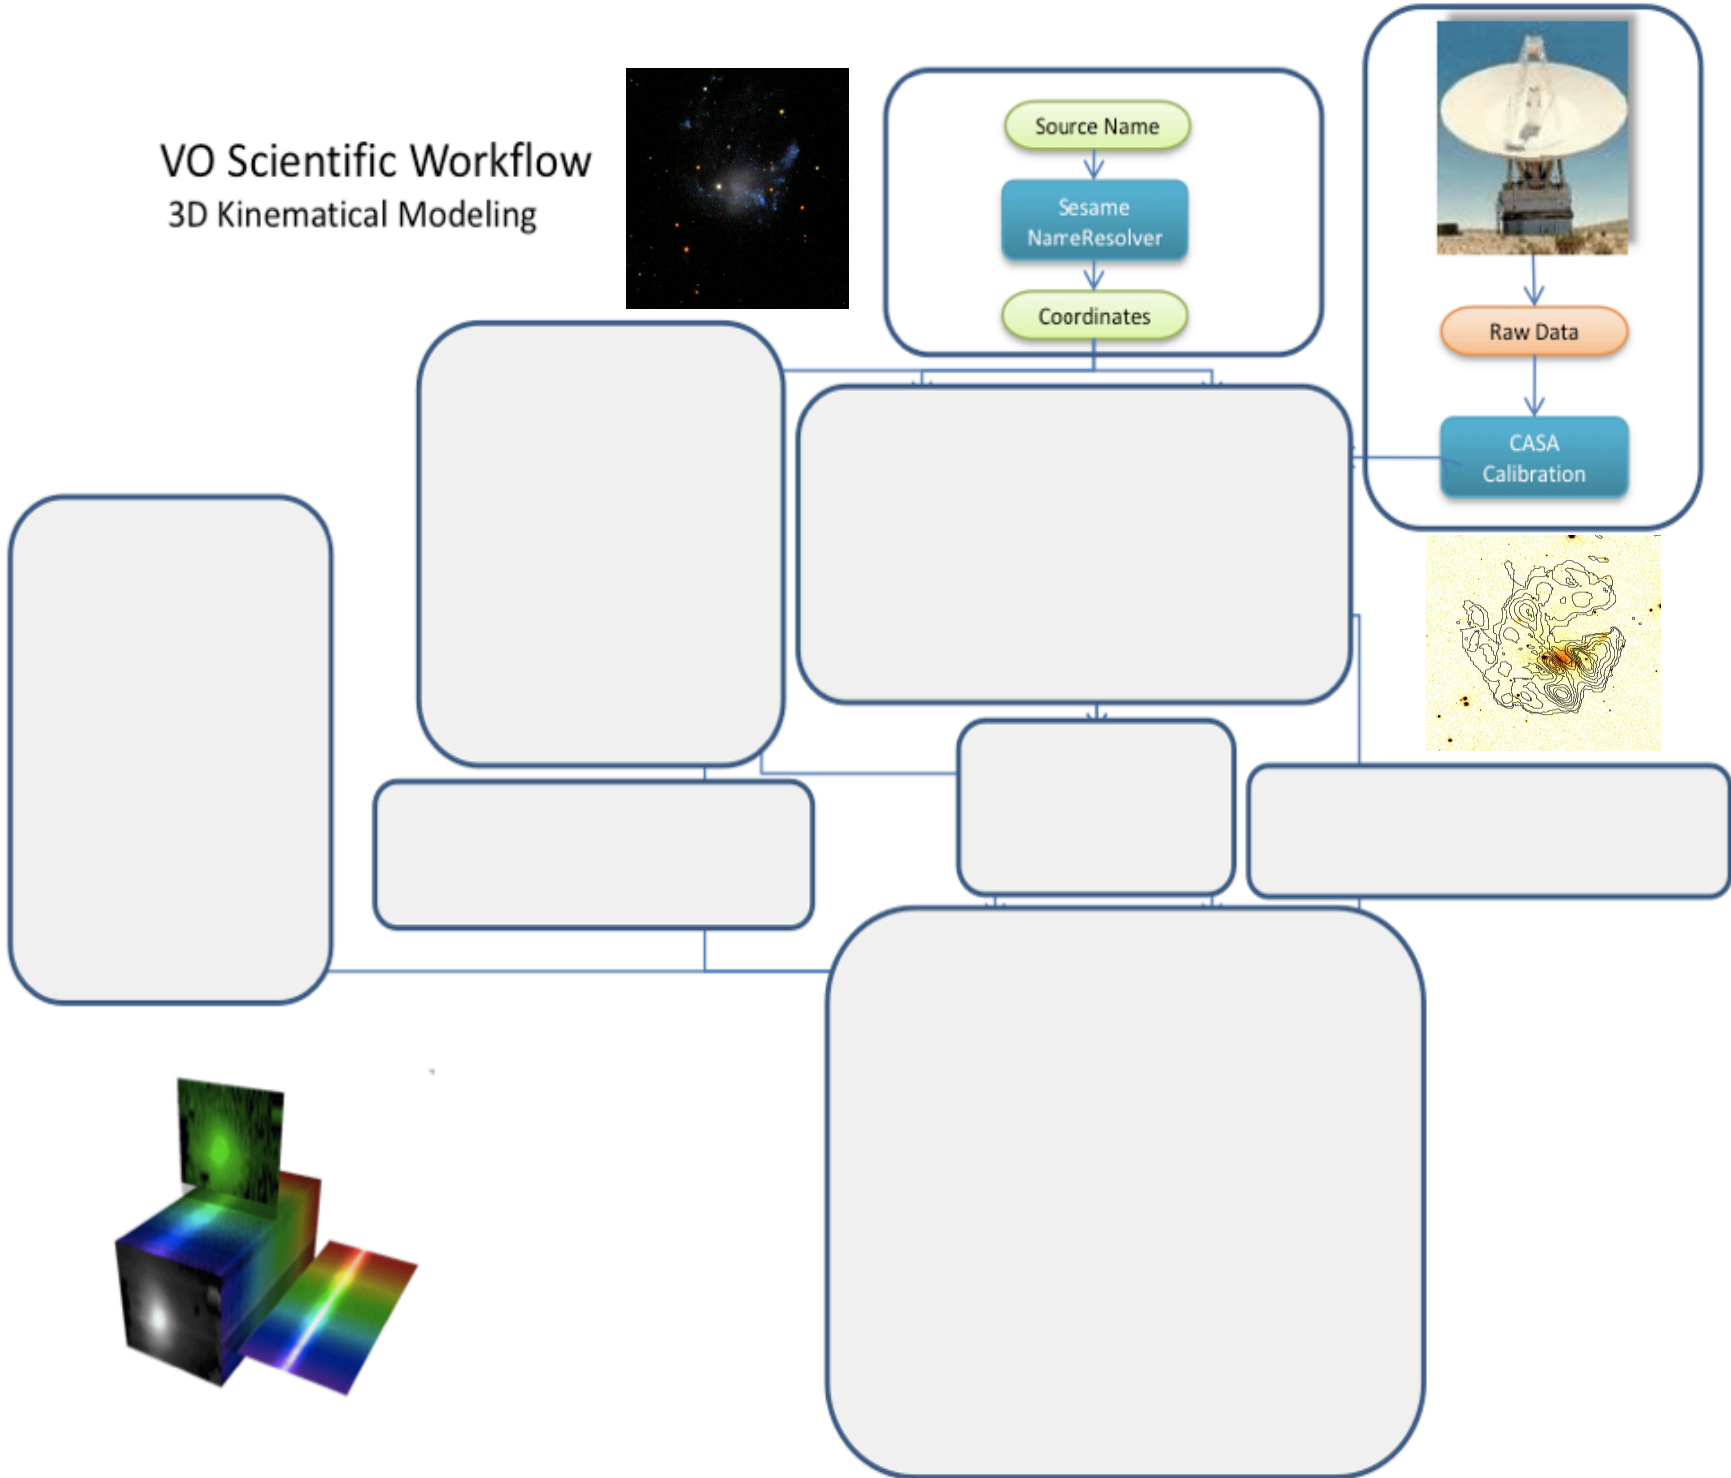 VO Scientific Workflow
3D Kinematical Modeling
Source Name
Sesame
NameResolver
Coordinates
Raw Data
CASA
Calibration